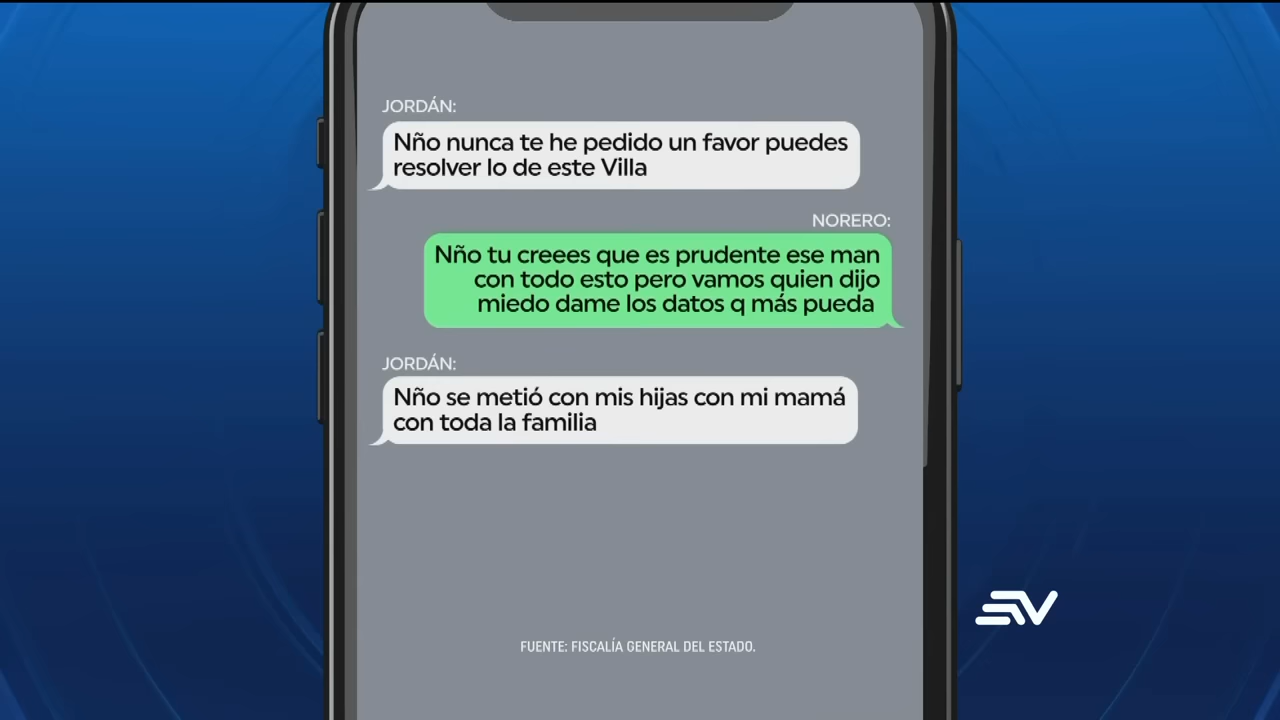 JORDÁN:
Nño nunca te he pedido un favor puedes
resolver lo de este Villa
NORERO:
Nño tu creees que es prudente ese man
con todo esto pero vamos quien dijo
miedo dame los datos q más pueda
JORDÁN:
Nño se metió con mis hijas con mi mamá
con toda la familia
EV
FUENTE: FISCALÍA GENERAL DEL ESTADO.